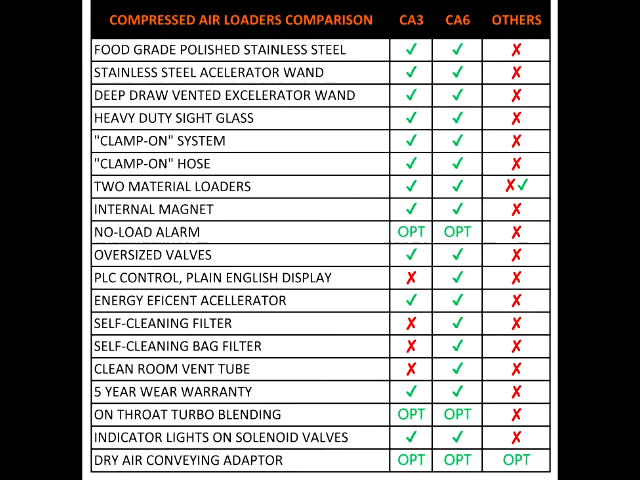 COMPRESSED AIR LOADERS COMPARISON CA3 CA6 OTHERS
FOOD GRADE POLISHED STAINLESS STEEL ✓ ✓ ✗
STAINLESS STEEL ACELERATOR WAND ✓ ✓ ✗
DEEP DRAW VENTED EXCELERATOR WAND ✓ ✓ ✗
HEAVY DUTY SIGHT GLASS ✓ ✓ ✗
"CLAMP-ON" SYSTEM ✓ ✓ ✗
"CLAMP-ON" HOSE ✓ ✓ ✗
TWO MATERIAL LOADERS ✓ ✓ ✗✓
INTERNAL MAGNET ✓ ✓ ✗
NO-LOAD ALARM OPT OPT ✗
OVERSIZED VALVES ✓ ✓ ✗
PLC CONTROL, PLAIN ENGLISH DISPLAY ✗ ✓ ✗
ENERGY EFICENT ACELLERATOR ✓ ✓ ✗
SELF-CLEANING FILTER ✗ ✓ ✗
SELF-CLEANING BAG FILTER ✗ ✓ ✗
CLEAN ROOM VENT TUBE ✗ ✓ ✗
5 YEAR WEAR WARRANTY ✓ ✓ ✗
ON THROAT TURBO BLENDING OPT OPT ✗
INDICATOR LIGHTS ON SOLENOID VALVES ✓ ✓ ✗
DRY AIR CONVEYING ADAPTOR OPT OPT OPT